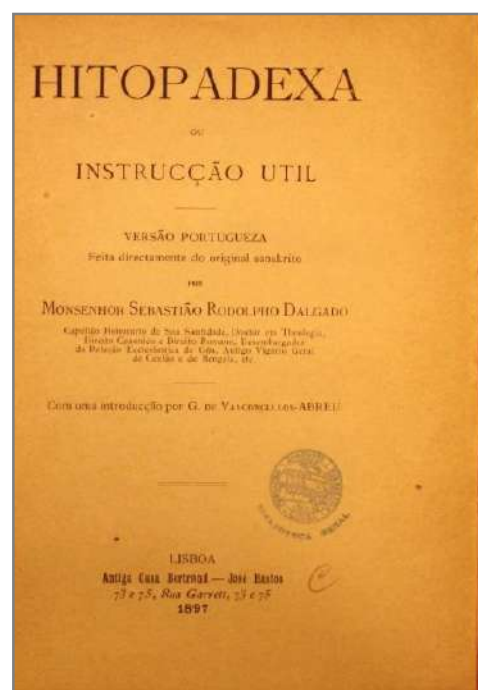 HITOPADEXA
OU
INSTRUCÇÃO UTIL
VERSÃO PORTUGUEZA
Feita directamente do original sanskrito
POR
MONSENHOR SEBASTIÃO RODOLPHO DALGADO
Capellão Honorario de Sua Santidade, Doutor em Theologia,
Direito Canonico e Direito Romano, Desembargador
da Relação Ecclesiastica de Gôa, Antigo Vigario Geral
de Ceylão e de Bengala, etc.
Com uma introducção por G. DE VASCONCELLOS-ABREU
LISBOA
Antiga Casa Bertrand — José Bastos
73 e 75, Rua Garrett, 73 e 75
1897